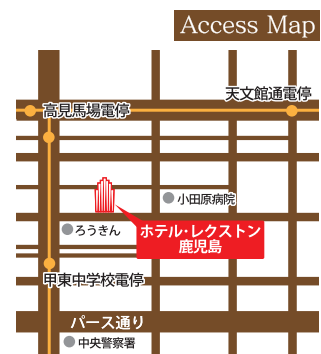 Access Map
天文館通電停
高見馬場電停
小田原病院
ろうきん
ホテル・レクストン
鹿児島
甲東中学校電停
パース通り
中央警察署